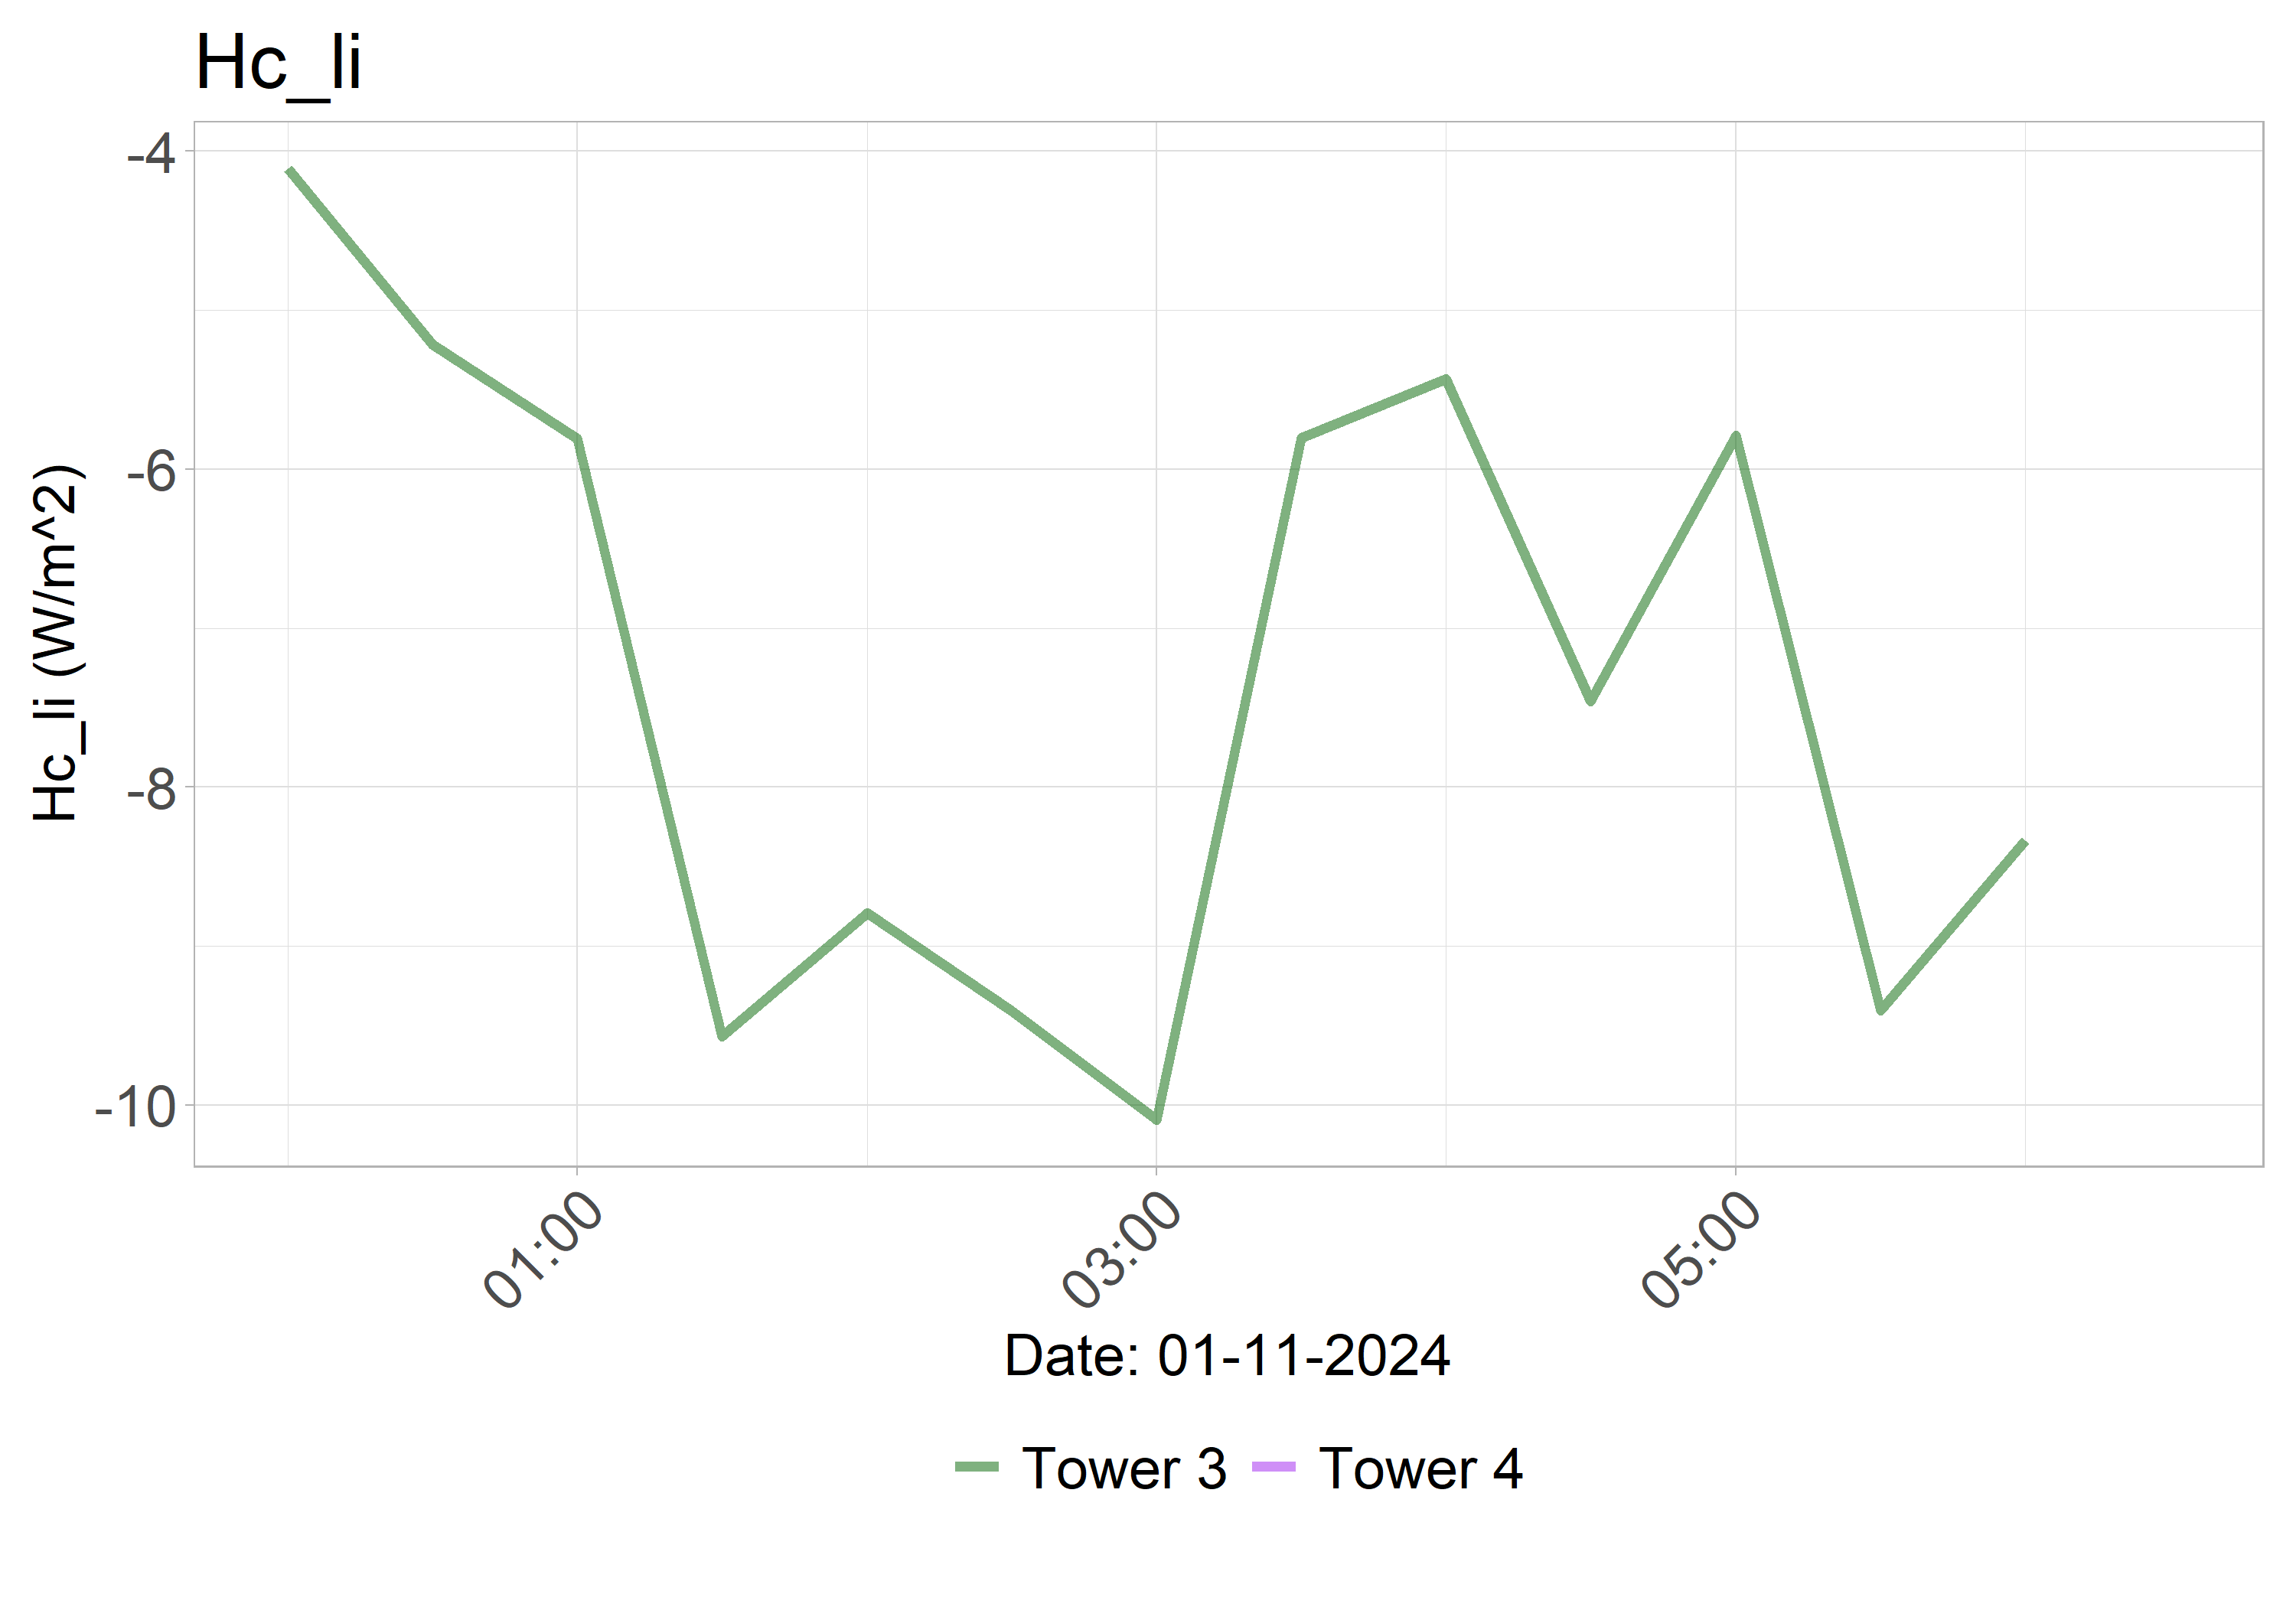 Hc_li
Hc_li (W/m^2)
-4
-6
-8
-10
01:00 03:00 05:00
Date: 01-11-2024
Tower 3 Tower 4